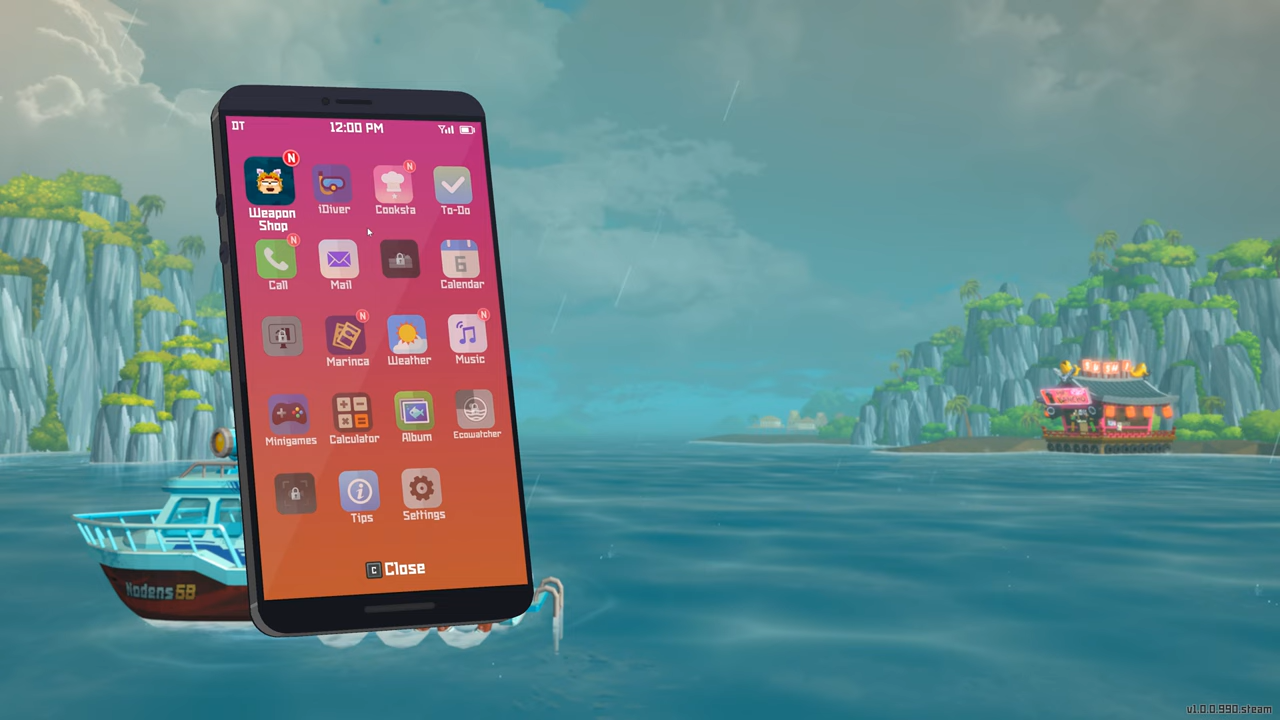 DT
12:00 PM
N
Weapon
Shop
iDiver
N
Cooksta
To-Do
N
Call
Mail
6
Calendar
N
Marinca
Weather
N
Music
Minigames
Calculator
Album
Ecowatcher
Tips
Settings
C Close
Nodens 68
v1.0.0.990.steam